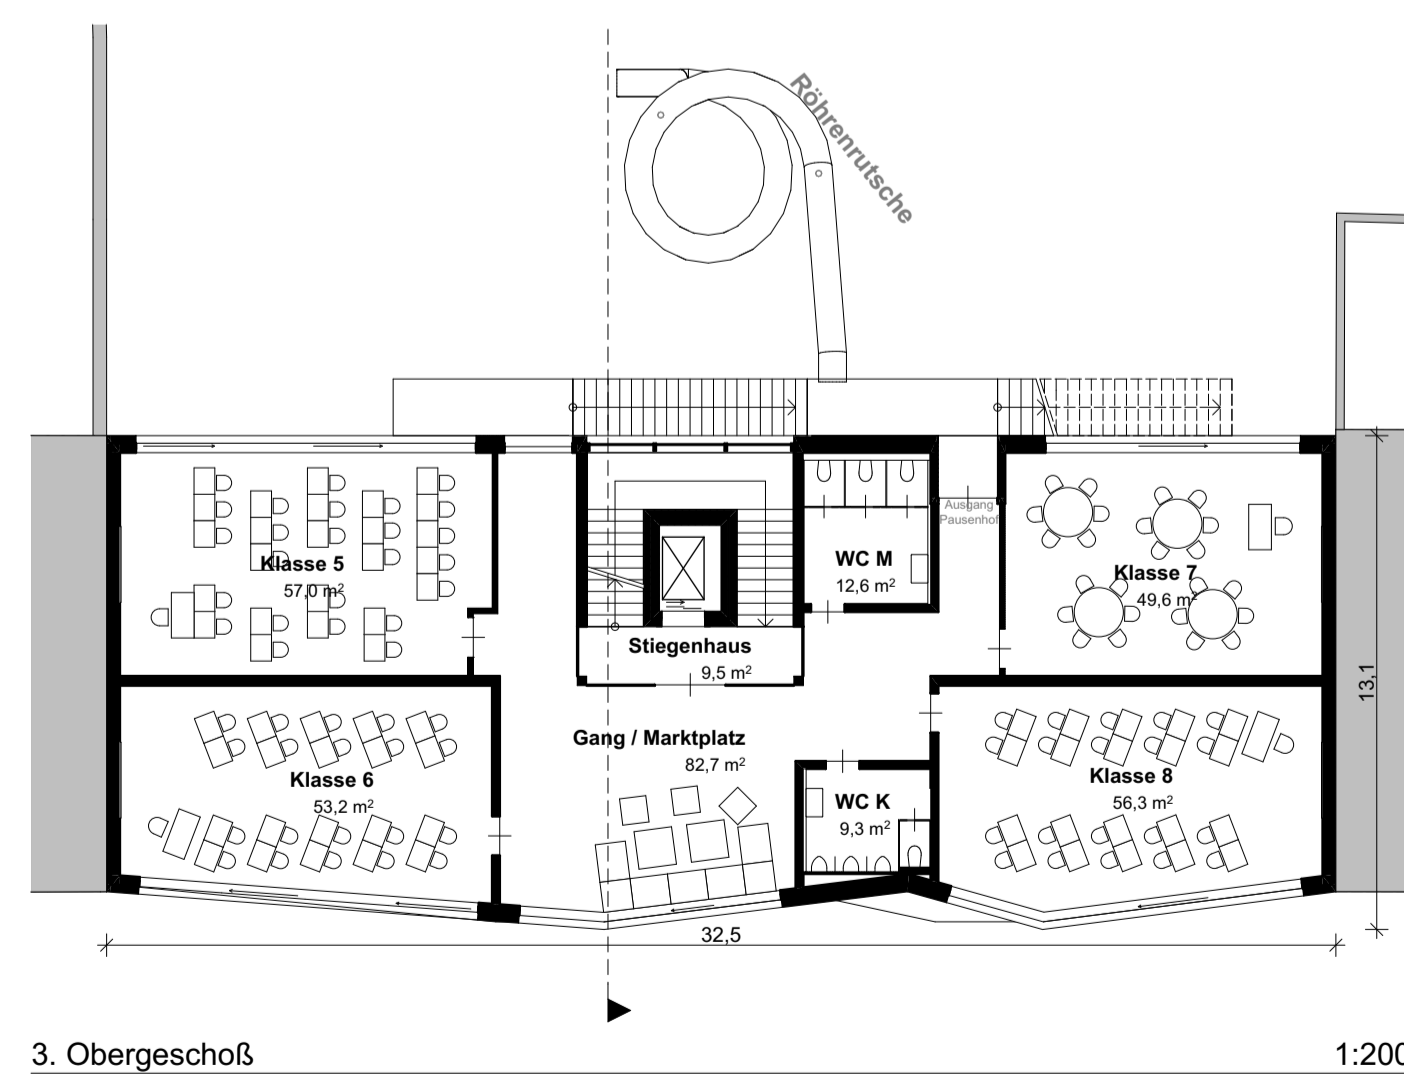 Röhrenrutsche
Ausgang
Pausenhof
Klasse 5
57,0 m²
WC M
12,6 m²
Klasse 7
49,6 m²
Stiegenhaus
9,5 m²
13,1
Gang / Marktplatz
82,7 m²
Klasse 6
53,2 m²
WC K
9,3 m²
Klasse 8
56,3 m²
32,5
3. Obergeschoß
1:200